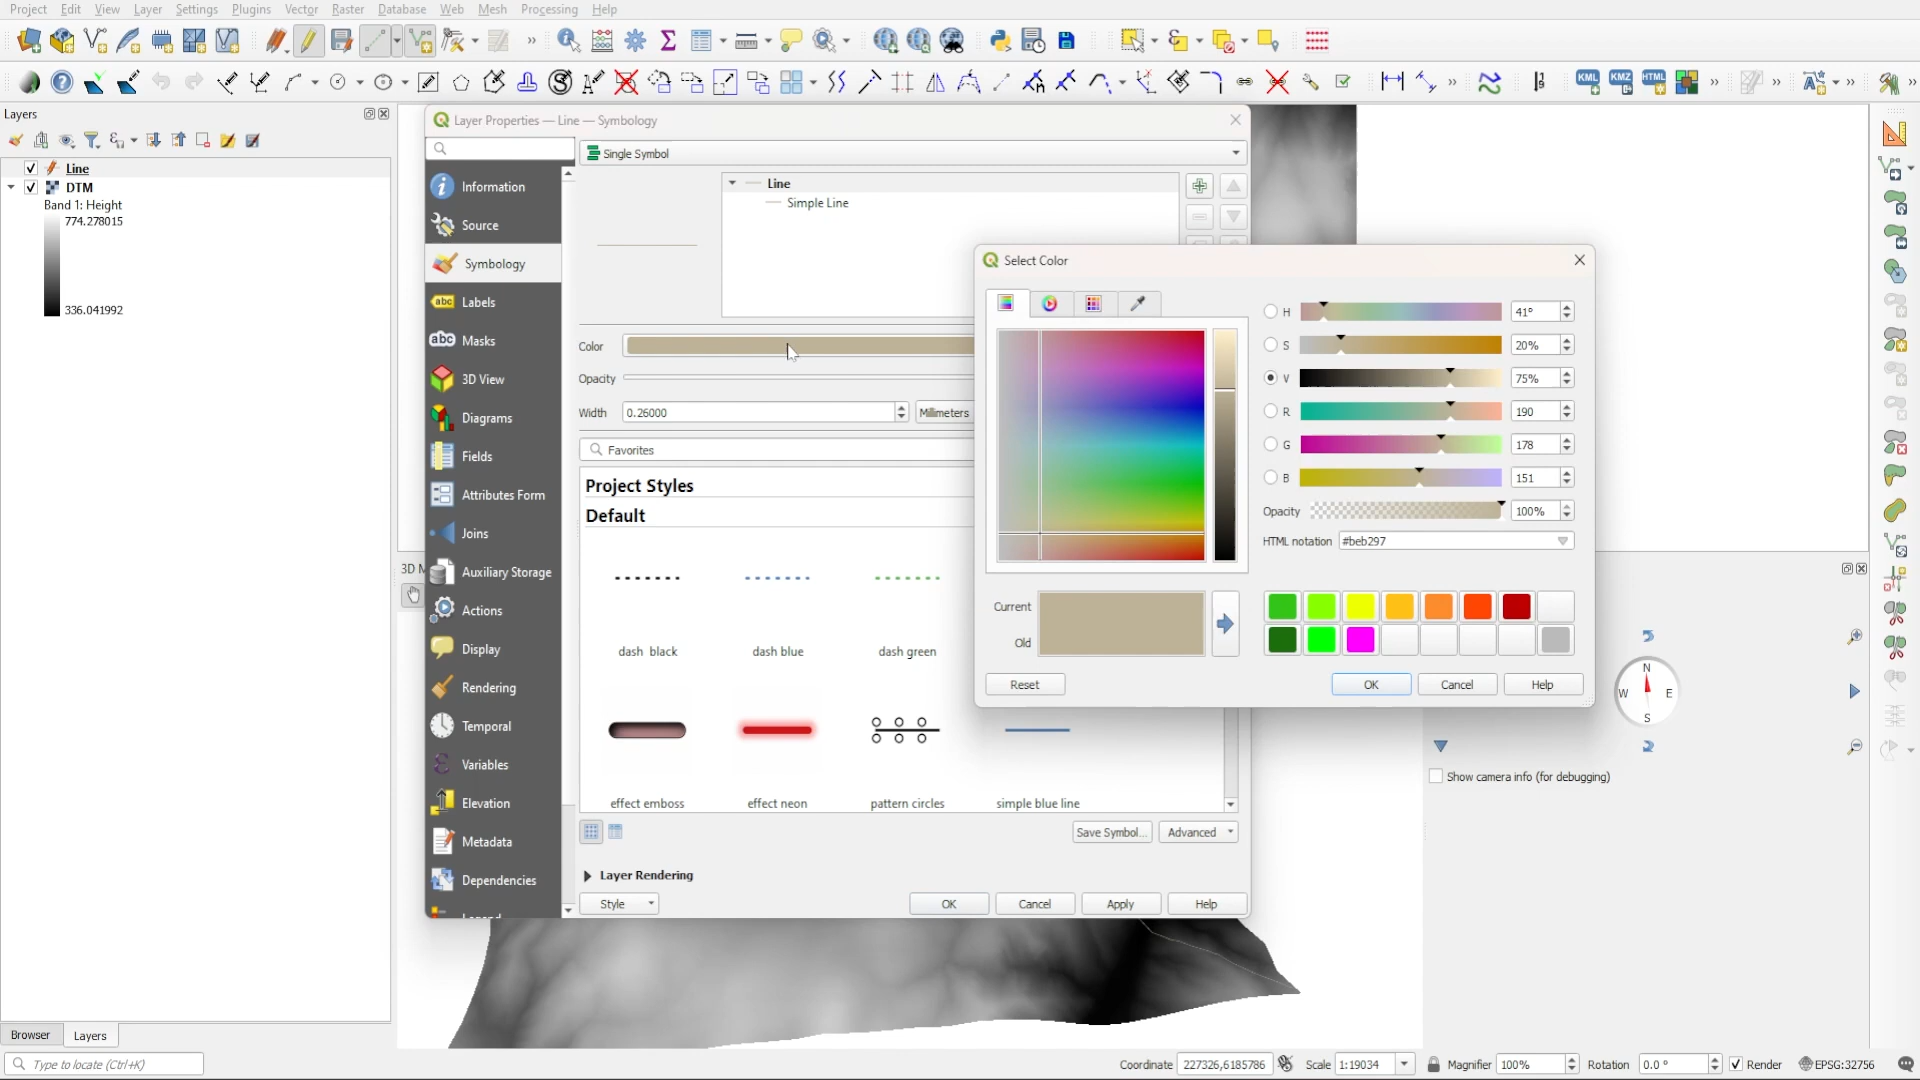 Project Edit View Layer Settings Plugins Vector Raster Database Web Mesh Processing Help
KML KMZ HTML
Layers
Line
DTM
Band 1: Height
774.278015
336.041992
Browser
Layers
Type to locate (Ctrl+K)
Layer Properties — Line — Symbology
Information
Source
Symbology
abc Labels
abc Masks
3D View
Diagrams
Fields
Attributes Form
Joins
Auxiliary Storage
Actions
Display
Rendering
Temporal
Variables
Elevation
Metadata
Dependencies
Single Symbol
Line
Simple Line
Color
Opacity
Width 0.26000 Millimeters
Favorites
Project Styles
Default
dash  black
dash blue
dash green
effect emboss
effect neon
pattern circles
simple blue line
Save Symbol...
Advanced
Layer Rendering
Style
OK
Cancel
Apply
Help
Select Color
H 41°
S 20%
V 75%
R 190
G 178
B 151
Opacity 100%
HTML notation #beb297
Current
Old
Reset
OK
Cancel
Help
3D M
N
W E
S
Show camera info (for debugging)
Coordinate 227326,6185786 Scale 1:19034 Magnifier 100% Rotation 0.0 ° Render EPSG:32756